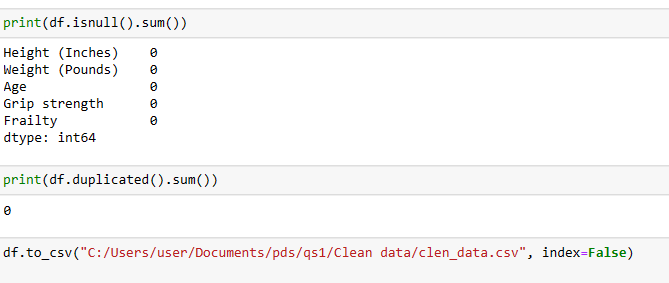 print(df.isnull().sum())
Height (Inches)    0
Weight (Pounds)    0
Age                0
Grip strength      0
Frailty            0
dtype: int64
print(df.duplicated().sum())
0
df.to_csv("C:/Users/user/Documents/pds/qs1/Clean data/clen_data.csv", index=False)